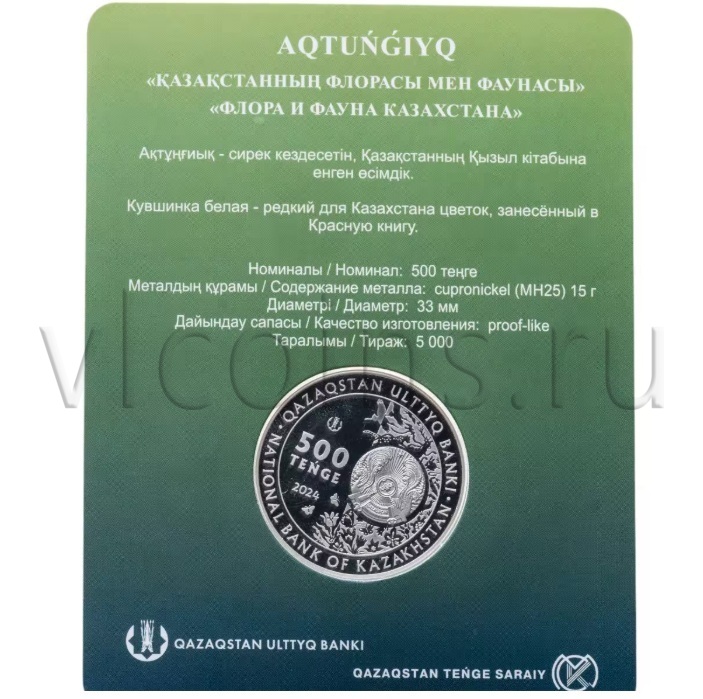 AQTUŃǴIYQ
«ҚАЗАҚСТАННЫҢ ФЛОРАСЫ МЕН ФАУНАСЫ»
«ФЛОРА И ФАУНА КАЗАХСТАНА»
Ақтұңғиық - сирек кездесетін, Қазақстанның Қызыл кітабына
енген өсімдік.
Кувшинка белая - редкий для Казахстана цветок, занесённый в
Красную книгу.
Номиналы / Номинал: 500 теңге
Металдың құрамы / Содержание металла: cupronickel (МН25) 15 г
Диаметрі / Диаметр: 33 мм
Дайындау сапасы / Качество изготовления: proof-like
Таралымы / Тираж: 5 000
vlcoins.ru
QAZAQSTAN ULTTYQ BANKI
500
TEŃGE
2024
NATIONAL BANK OF KAZAKHSTAN
QAZAQSTAN ULTTYQ BANKI
QAZAQSTAN TEŃGE SARAIY